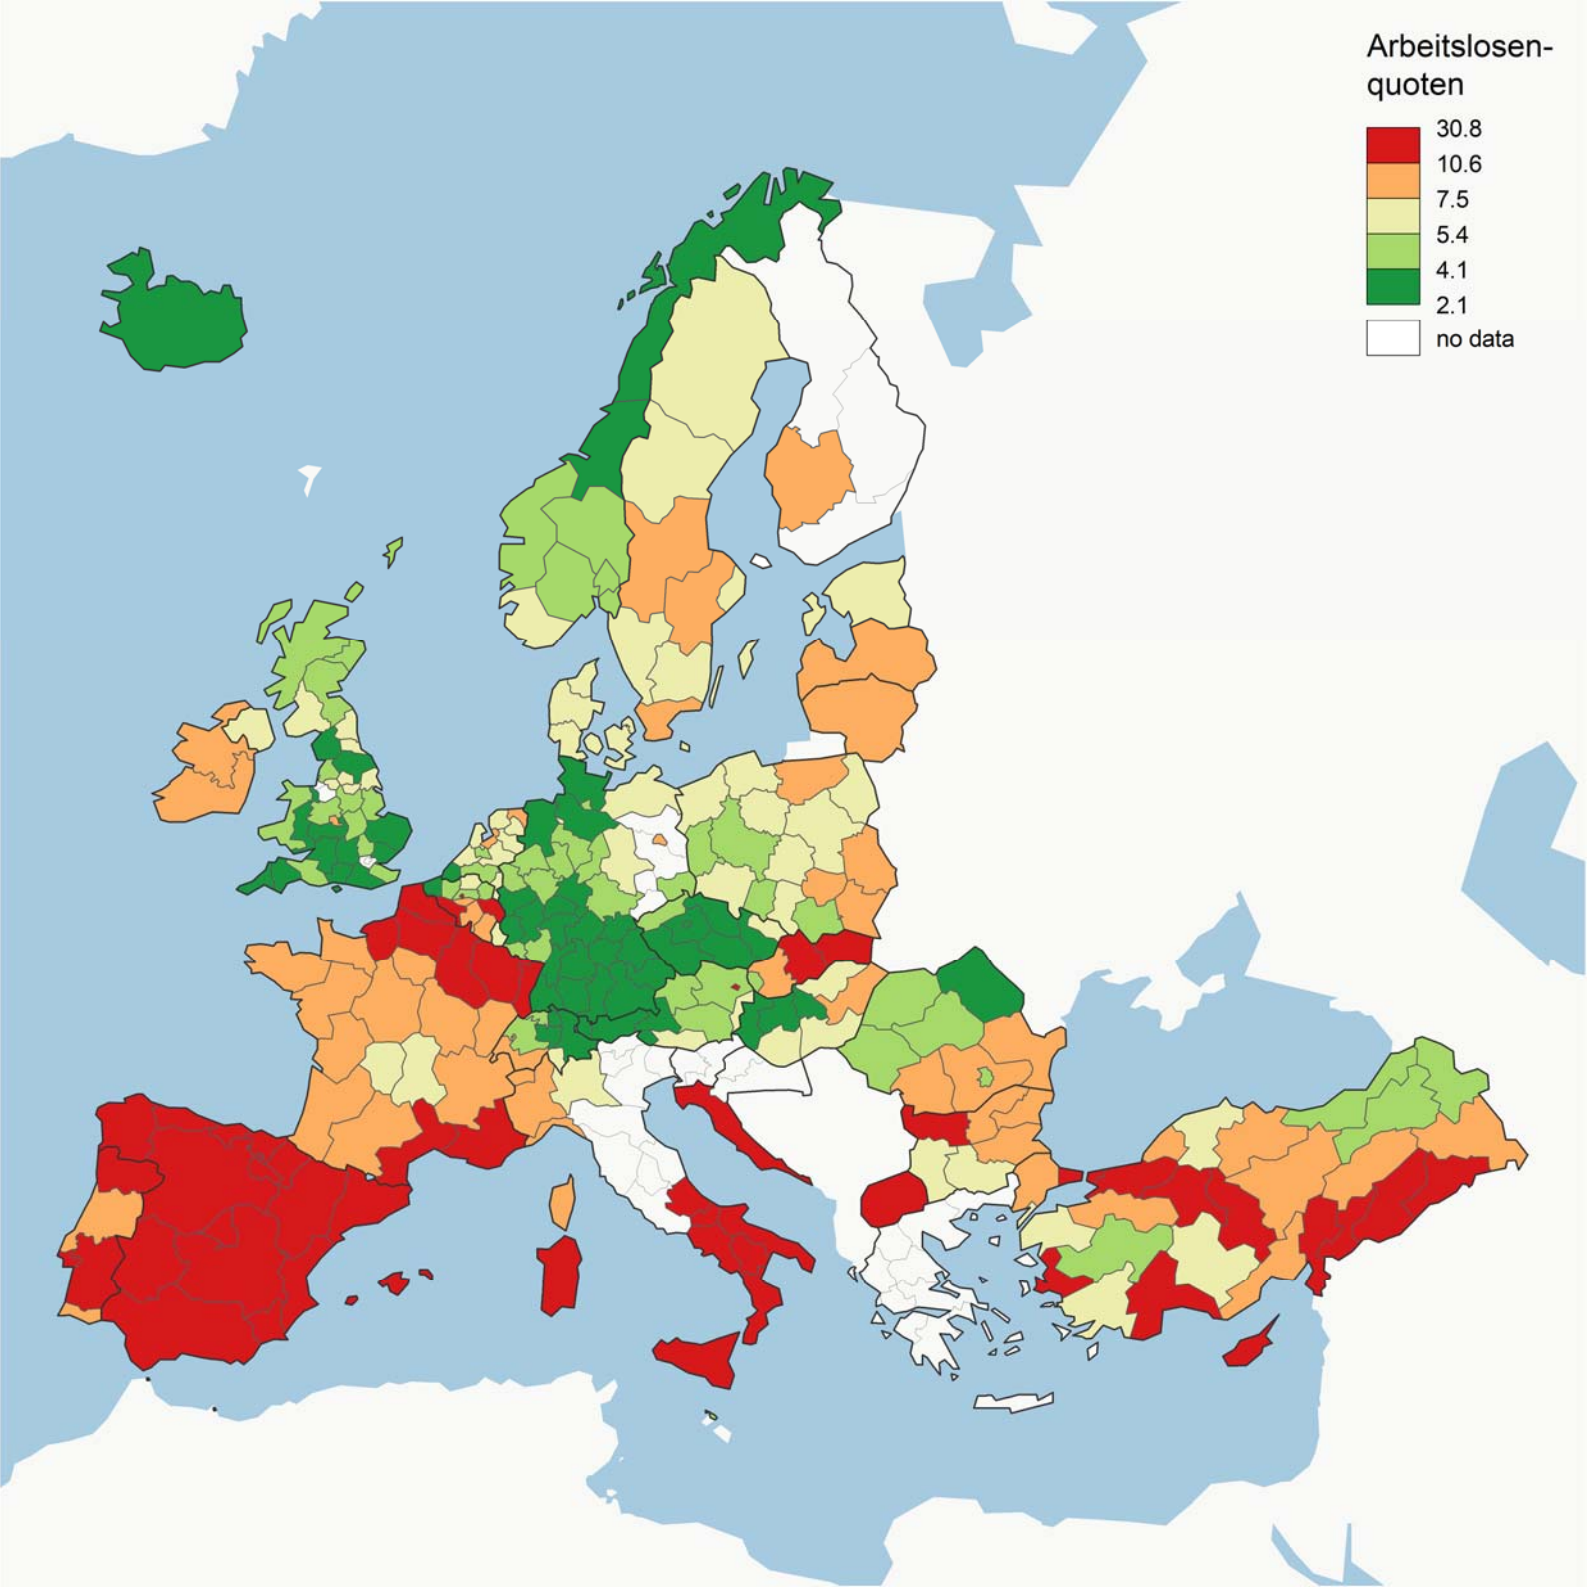 Arbeitslosen-
quoten
30.8
10.6
7.5
5.4
4.1
2.1
no data